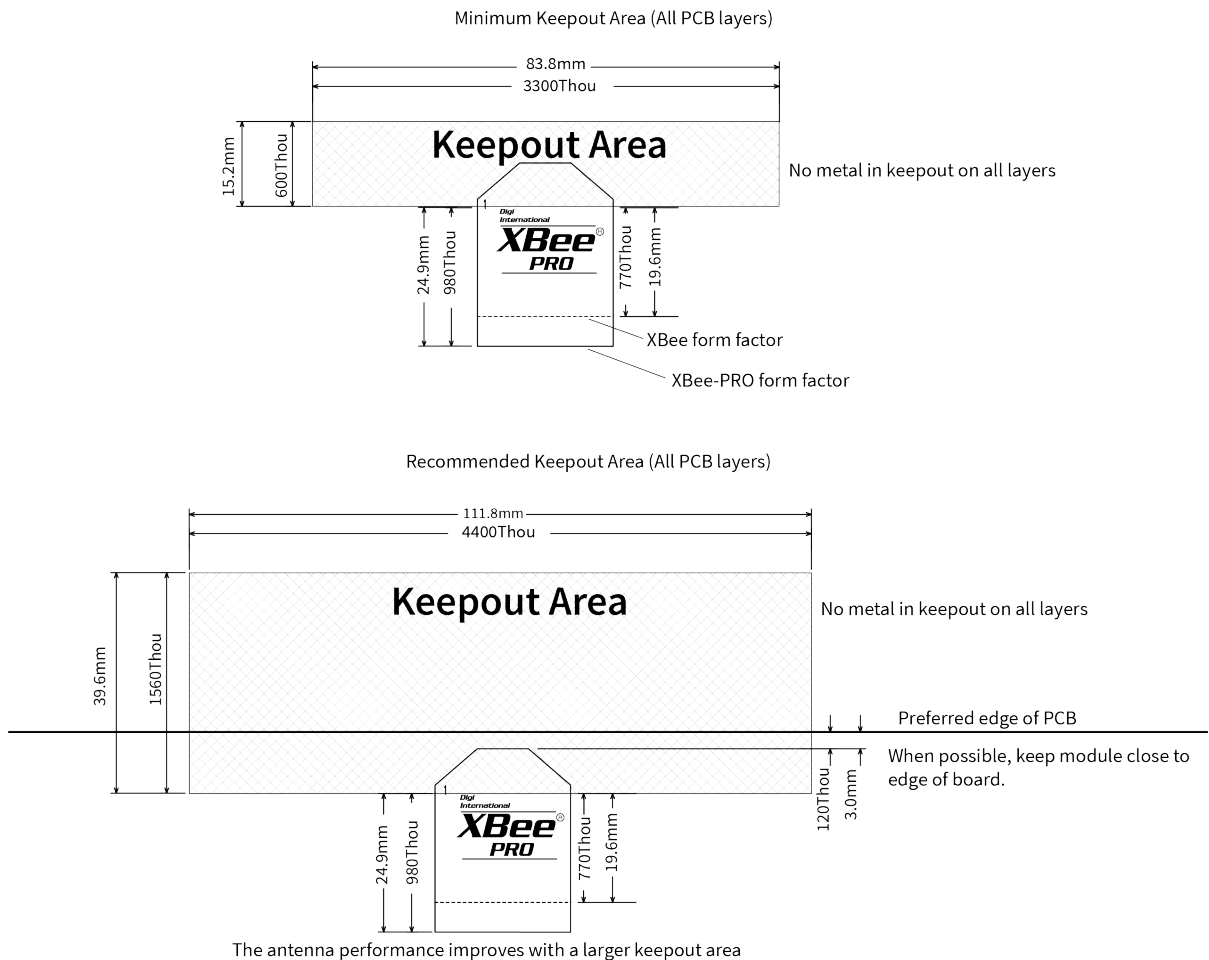 Minimum Keepout Area (All PCB layers)
83.8mm
3300Thou
15.2mm
600Thou
Keepout Area
No metal in keepout on all layers
1
Digi
International
XBee®
PRO
24.9mm
980Thou
770Thou
19.6mm
XBee form factor
XBee-PRO form factor
Recommended Keepout Area (All PCB layers)
111.8mm
4400Thou
Keepout Area
No metal in keepout on all layers
39.6mm
1560Thou
Preferred edge of PCB
When possible, keep module close to
edge of board.
120Thou
3.0mm
1
Digi
International
XBee®
PRO
24.9mm
980Thou
770Thou
19.6mm
The antenna performance improves with a larger keepout area